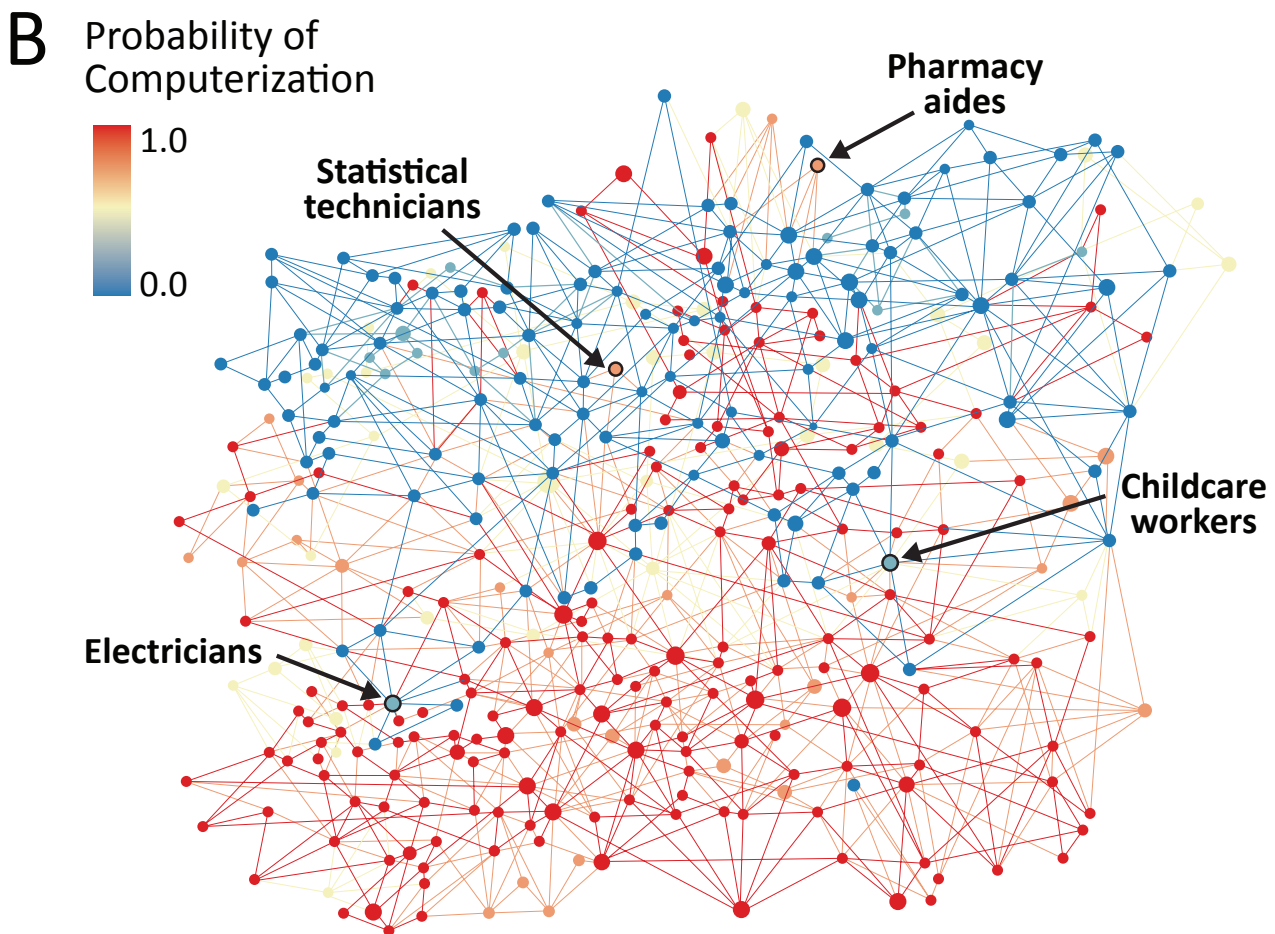 B
Probability of
Computerization
1.0
0.0
Pharmacy
aides
Statistical
technicians
Childcare
workers
Electricians